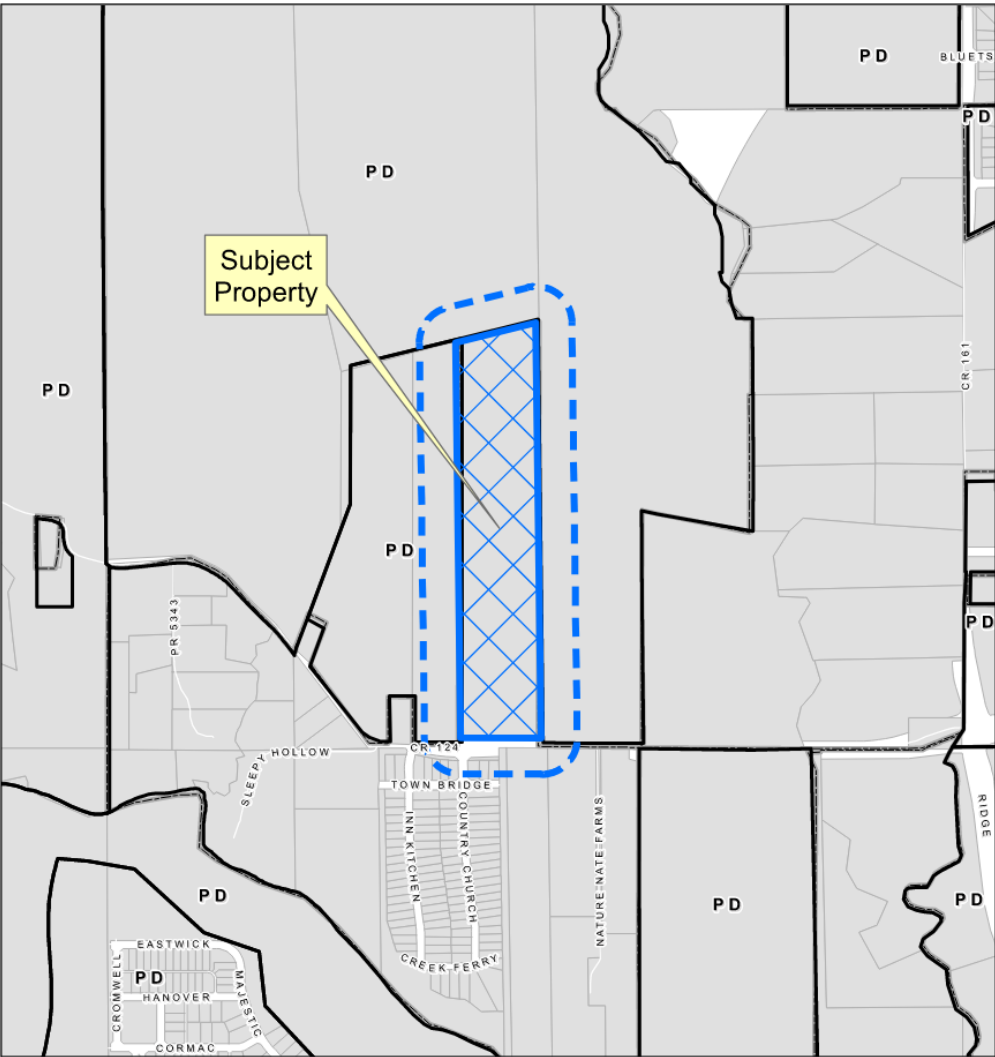 PD
BLUETS
PD
PD
Subject
Property
CR 161
PD
PD
PR 5343
PD
SLEEPY HOLLOW
CR 124
TOWN BRIDGE
INN KITCHEN
COUNTRY CHURCH
NATURE NATE FARMS
RIDGE
PD
PD
PD
CREEK FERRY
EASTWICK
CROMWELL
PD
MAJESTIC
HANOVER
CORMAC